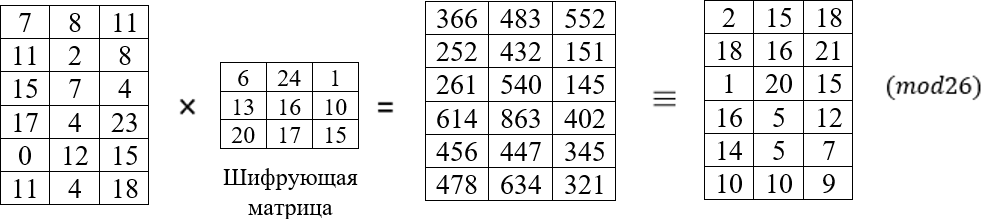 7 8 11
11 2 8
15 7 4
17 4 23
0 12 15
11 4 18
×
6 24 1
13 16 10
20 17 15
Шифрующая
матрица
=
366 483 552
252 432 151
261 540 145
614 863 402
456 447 345
478 634 321
≡
2 15 18
18 16 21
1 20 15
16 5 12
14 5 7
10 10 9
(mod26)